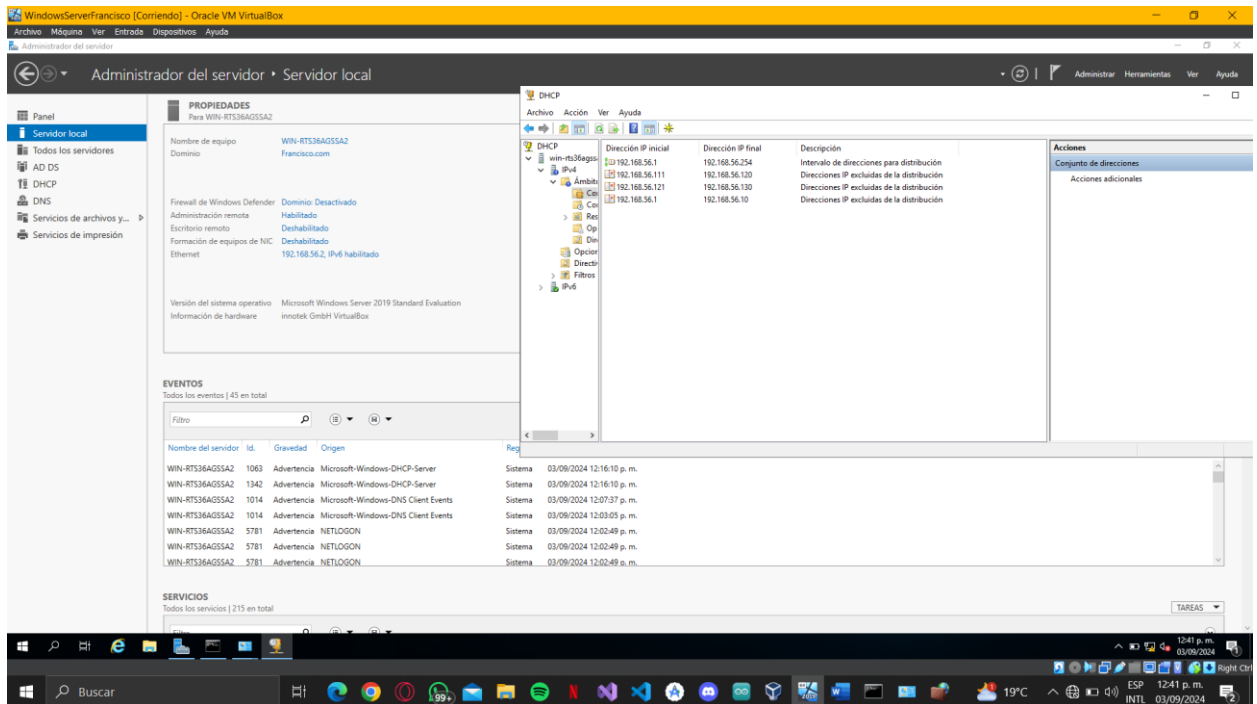 WindowsServerFrancisco [Corriendo] - Oracle VM VirtualBox
Archivo Máquina Ver Entrada Dispositivos Ayuda
Administrador del servidor
Administrador del servidor • Servidor local
Administrar Herramientas Ver Ayuda
Panel
Servidor local
Todos los servidores
AD DS
DHCP
DNS
Servicios de archivos y...
Servicios de impresión
PROPIEDADES
Para WIN-RTS36AGSSA2
Nombre de equipo WIN-RTS36AGSSA2
Dominio Francisco.com
Firewall de Windows Defender Dominio: Desactivado
Administración remota Habilitado
Escritorio remoto Deshabilitado
Formación de equipos de NIC Deshabilitado
Ethernet 192.168.56.2, IPv6 habilitado
Versión del sistema operativo Microsoft Windows Server 2019 Standard Evaluation
Información de hardware innotek GmbH VirtualBox
DHCP
Archivo Acción Ver Ayuda
DHCP
win-rts36agss
IPv4
Ámbit
Co
Co
Res
Op
Dire
Opcior
Directi
Filtros
IPv6
Dirección IP inicial Dirección IP final Descripción
192.168.56.1 192.168.56.254 Intervalo de direcciones para distribución
192.168.56.111 192.168.56.120 Direcciones IP excluidas de la distribución
192.168.56.121 192.168.56.130 Direcciones IP excluidas de la distribución
192.168.56.1 192.168.56.10 Direcciones IP excluidas de la distribución
Acciones
Conjunto de direcciones
Acciones adicionales
EVENTOS
Todos los eventos | 45 en total
Filtro
Nombre del servidor Id. Gravedad Origen Reg
WIN-RTS36AGSSA2 1063 Advertencia Microsoft-Windows-DHCP-Server Sistema 03/09/2024 12:16:10 p. m.
WIN-RTS36AGSSA2 1342 Advertencia Microsoft-Windows-DHCP-Server Sistema 03/09/2024 12:16:10 p. m.
WIN-RTS36AGSSA2 1014 Advertencia Microsoft-Windows-DNS Client Events Sistema 03/09/2024 12:07:37 p. m.
WIN-RTS36AGSSA2 1014 Advertencia Microsoft-Windows-DNS Client Events Sistema 03/09/2024 12:03:05 p. m.
WIN-RTS36AGSSA2 5781 Advertencia NETLOGON Sistema 03/09/2024 12:02:49 p. m.
WIN-RTS36AGSSA2 5781 Advertencia NETLOGON Sistema 03/09/2024 12:02:49 p. m.
WIN-RTS36AGSSA2 5781 Advertencia NETLOGON Sistema 03/09/2024 12:02:49 p. m.
SERVICIOS
Todos los servicios | 215 en total
TAREAS
Filtro
12:41 p. m.
03/09/2024
Right Ctrl
Buscar
99+
19°C
ESP
INTL
12:41 p. m.
03/09/2024
2